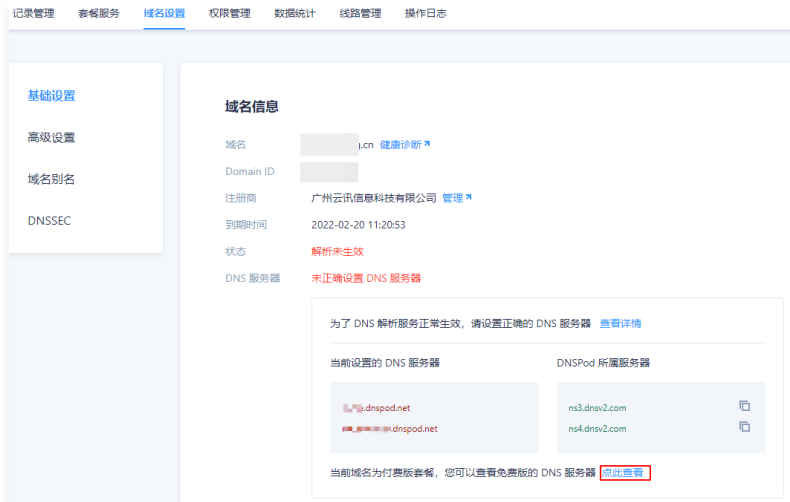 记录管理 套餐服务 域名设置 权限管理 数据统计 线路管理 操作日志
基础设置
高级设置
域名别名
DNSSEC
域名信息
域名 .cn 健康诊断
Domain ID
注册商 广州云讯信息科技有限公司 管理
到期时间 2022-02-20 11:20:53
状态 解析未生效
DNS 服务器 未正确设置 DNS 服务器
为了 DNS 解析服务正常生效，请设置正确的 DNS 服务器 查看详情
当前设置的 DNS 服务器 DNSPod 所属服务器
.dnspod.net ns3.dnsv2.com
.dnspod.net ns4.dnsv2.com
当前域名为付费版套餐，您可以查看免费版的 DNS 服务器 点此查看